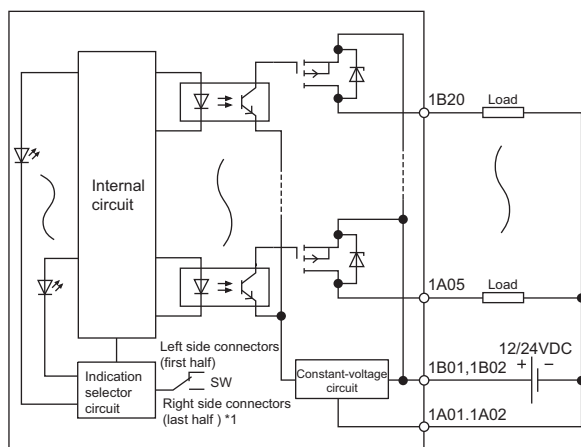 1B20
Load
Internal
circuit
1A05
Load
Left side connectors
(first half)
SW
Right side connectors
(last half ) *1
Indication
selector
circuit
Constant-voltage
circuit
12/24VDC
+ −
1B01,1B02
1A01.1A02